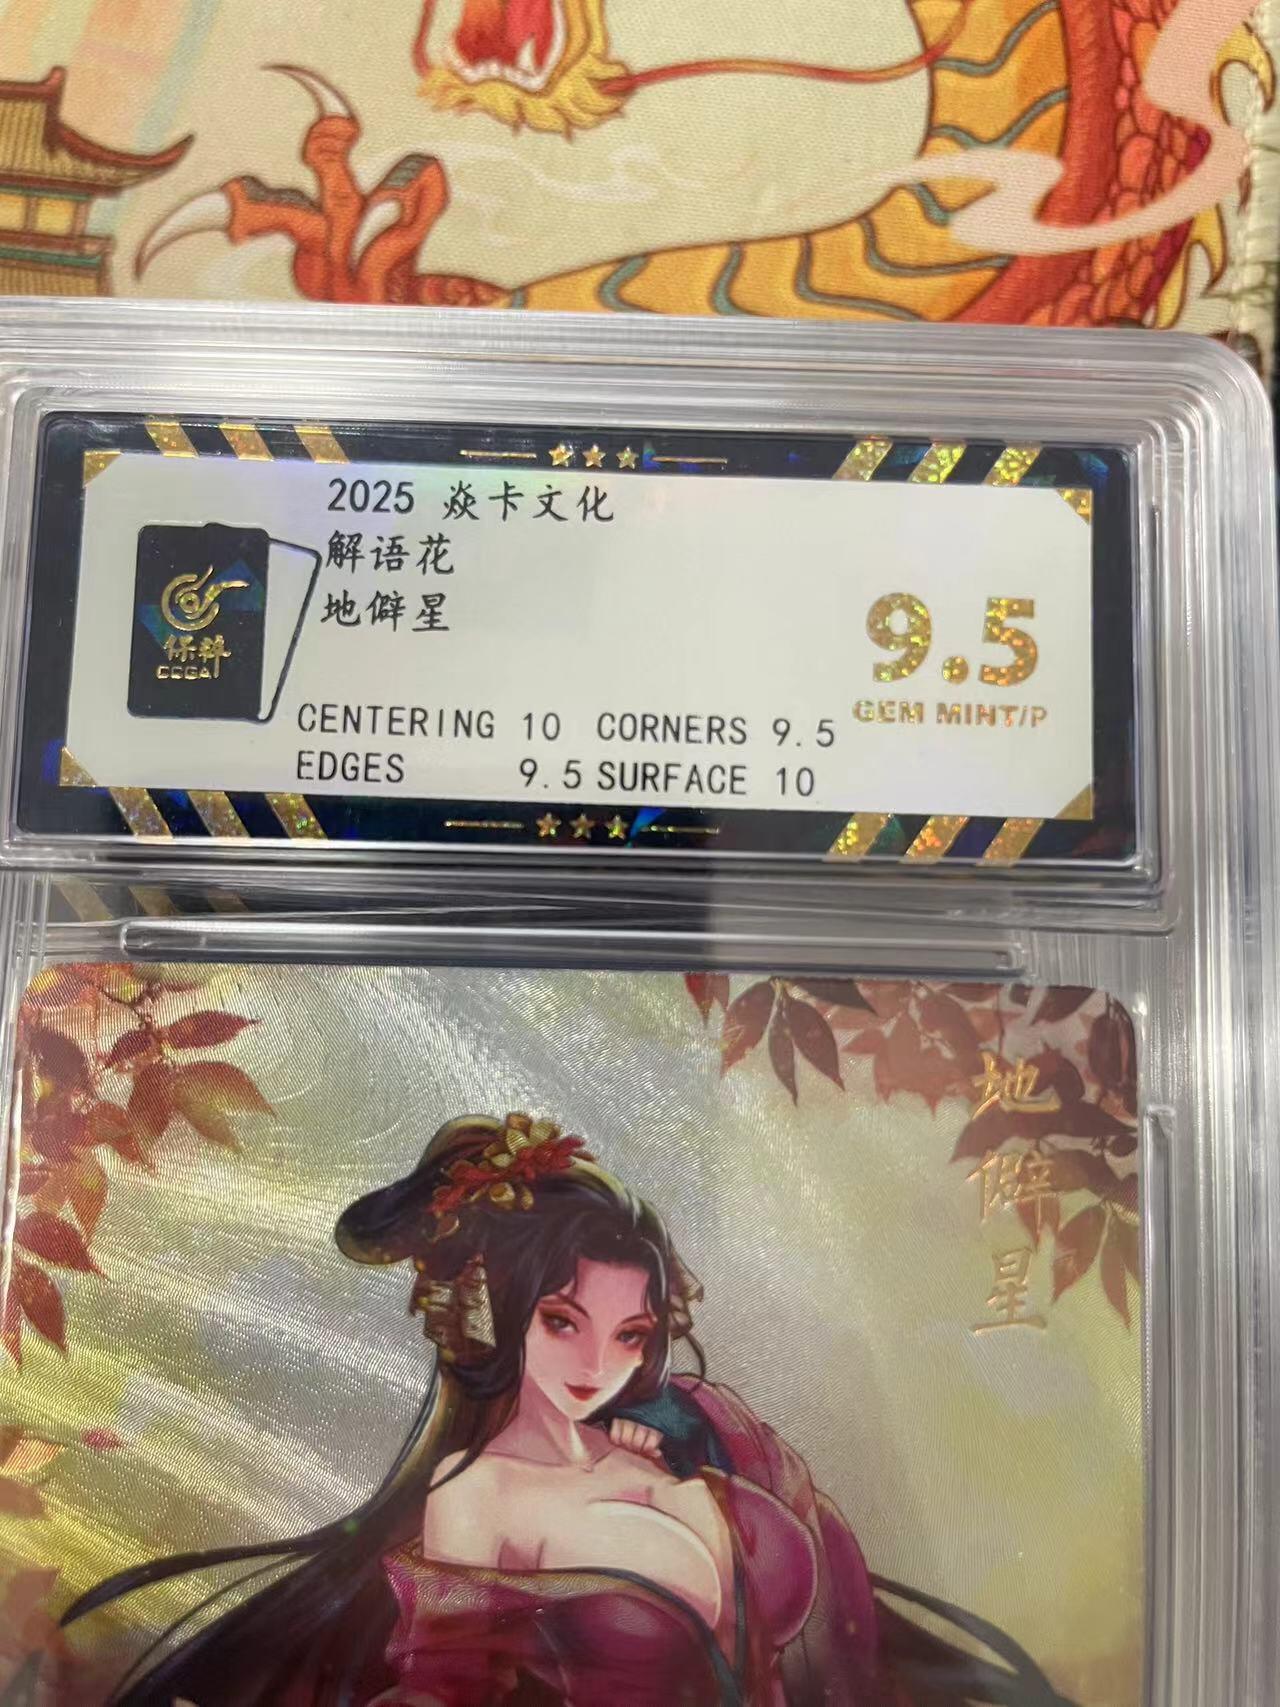 2025 焱卡文化
解语花
地僻星
保粹
CCGA
9.5
GEM MINT/P
CENTERING 10 CORNERS 9.5
EDGES 9.5 SURFACE 10
地僻星